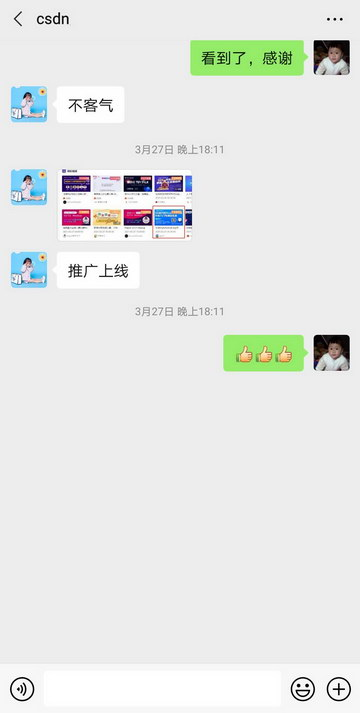 csdn
看到了，感谢
不客气
3月27日 晚上18:11
推广上线
3月27日 晚上18:11